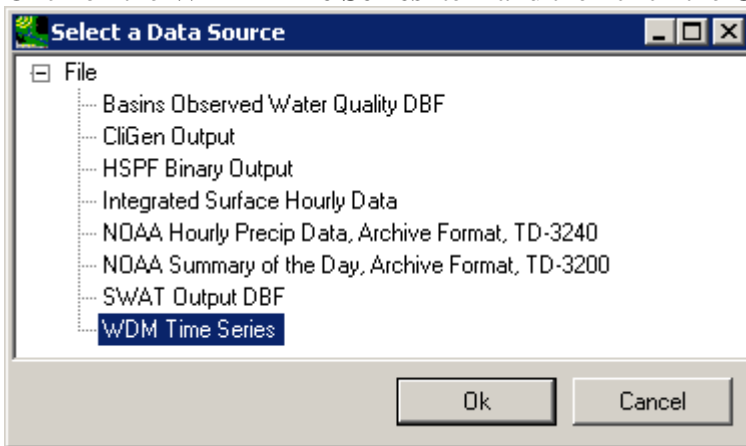 Select a Data Source
File
Basins Observed Water Quality DBF
CliGen Output
HSPF Binary Output
Integrated Surface Hourly Data
NOAA Hourly Precip Data, Archive Format, TD-3240
NOAA Summary of the Day, Archive Format, TD-3200
SWAT Output DBF
WDM Time Series
Ok Cancel